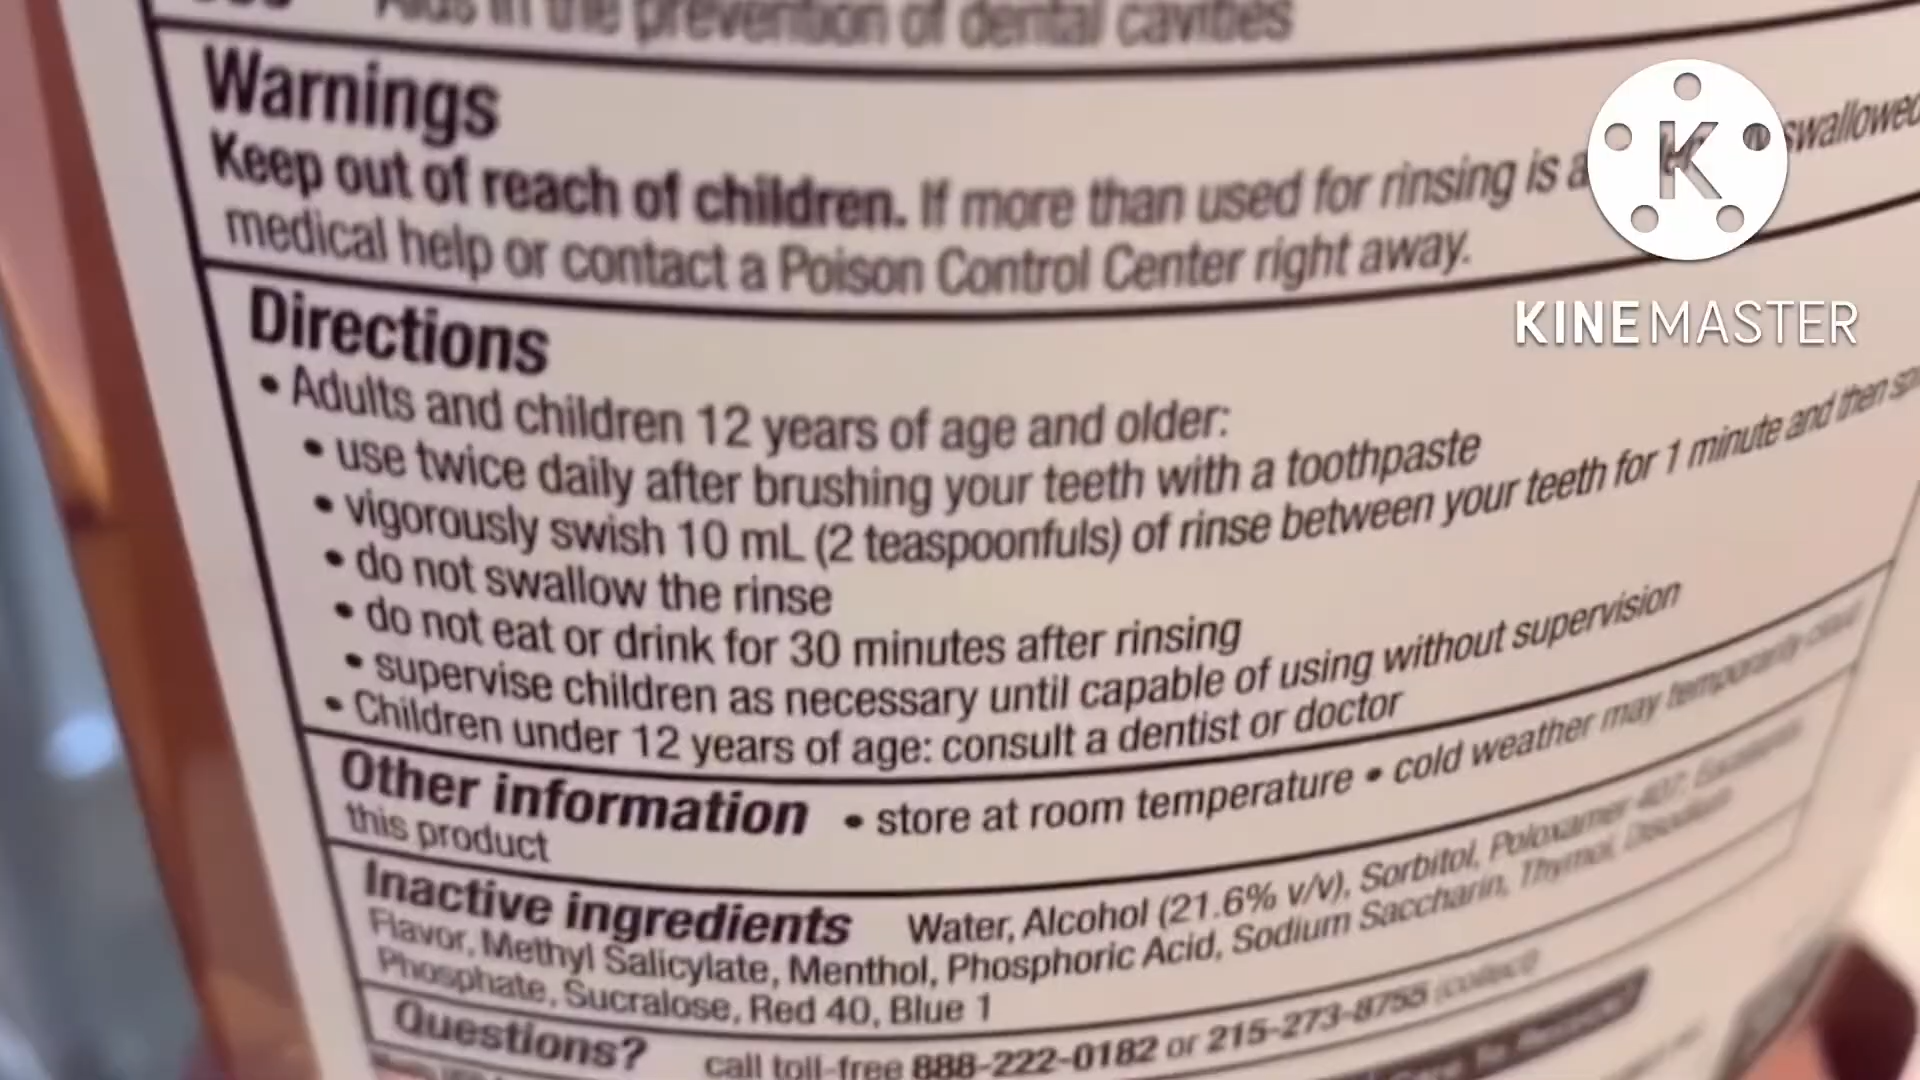 Aids in the prevention of dental cavities
Warnings
Keep out of reach of children. If more than used for rinsing is swallowed
medical help or contact a Poison Control Center right away.
Directions
• Adults and children 12 years of age and older:
• use twice daily after brushing your teeth with a toothpaste
• vigorously swish 10 mL (2 teaspoonfuls) of rinse between your teeth for 1 minute and then
• do not swallow the rinse
• do not eat or drink for 30 minutes after rinsing
• supervise children as necessary until capable of using without supervision
• Children under 12 years of age: consult a dentist or doctor
Other information • store at room temperature • cold weather may temporarily cloud
this product
Inactive ingredients Water, Alcohol (21.6% v/v), Sorbitol, Poloxamer 407,
Flavor, Methyl Salicylate, Menthol, Phosphoric Acid, Sodium Saccharin, Thymol, Disodium
Phosphate, Sucralose, Red 40, Blue 1
Questions? call toll-free 888-222-0182 or 215-273-8755 (collect)
K
KINEMASTER